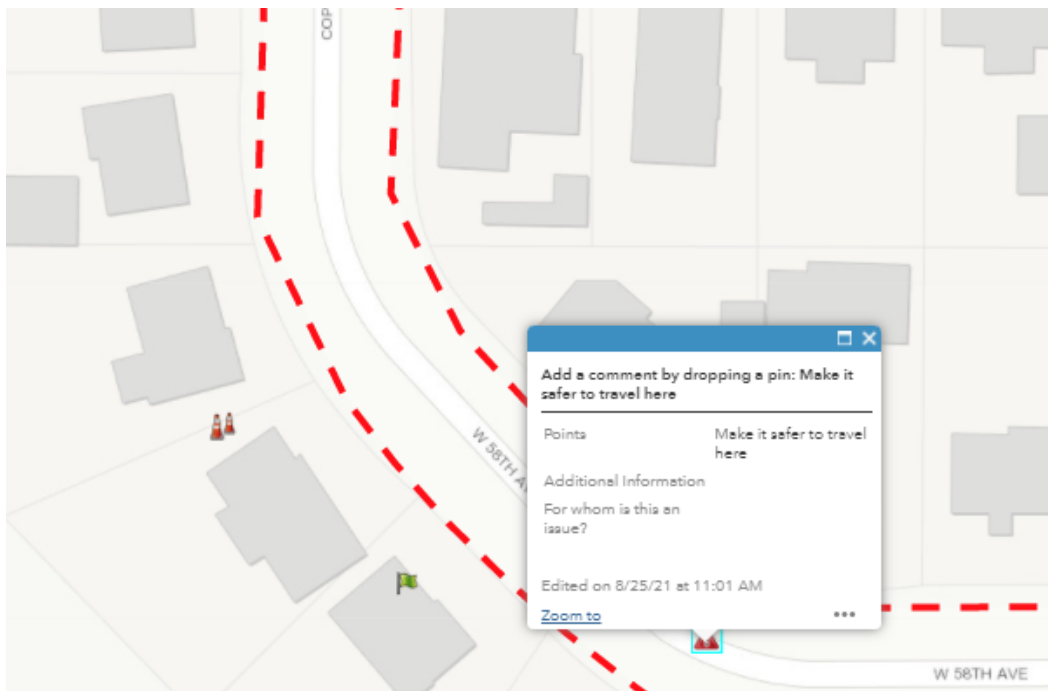 COP
Add a comment by dropping a pin: Make it
safer to travel here
Points
Make it safer to travel
here
Additional Information
For whom is this an
issue?
Edited on 8/25/21 at 11:01 AM
Zoom to
W 58TH A
W 58TH AVE